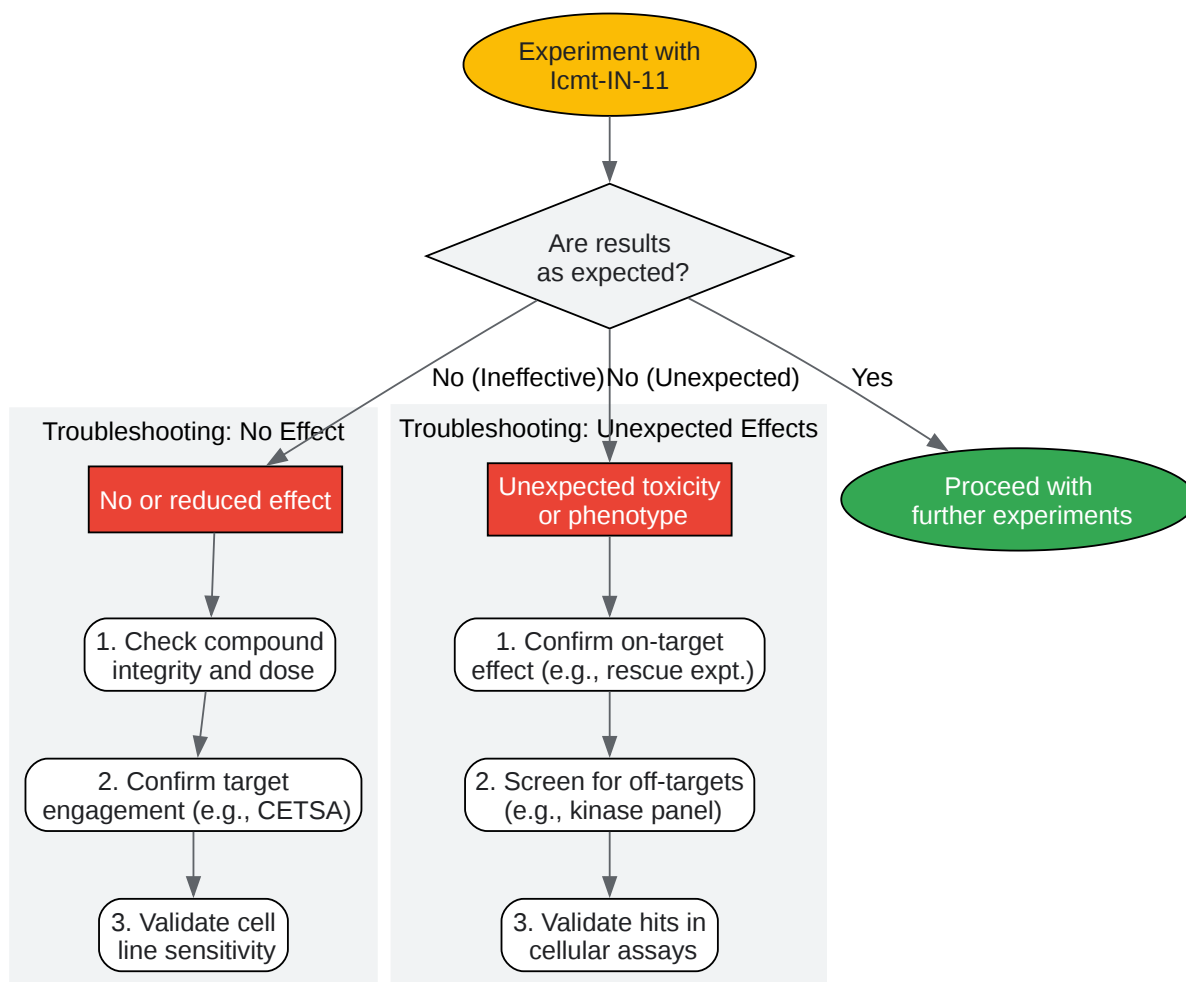 Experiment with
Icmt-IN-11
Are results
as expected?
No (Ineffective)
No (Unexpected)
Yes
Troubleshooting: No Effect
No or reduced effect
1. Check compound
integrity and dose
2. Confirm target
engagement (e.g., CETSA)
3. Validate cell
line sensitivity
Troubleshooting: Unexpected Effects
Unexpected toxicity
or phenotype
1. Confirm on-target
effect (e.g., rescue expt.)
2. Screen for off-targets
(e.g., kinase panel)
3. Validate hits in
cellular assays
Proceed with
further experiments